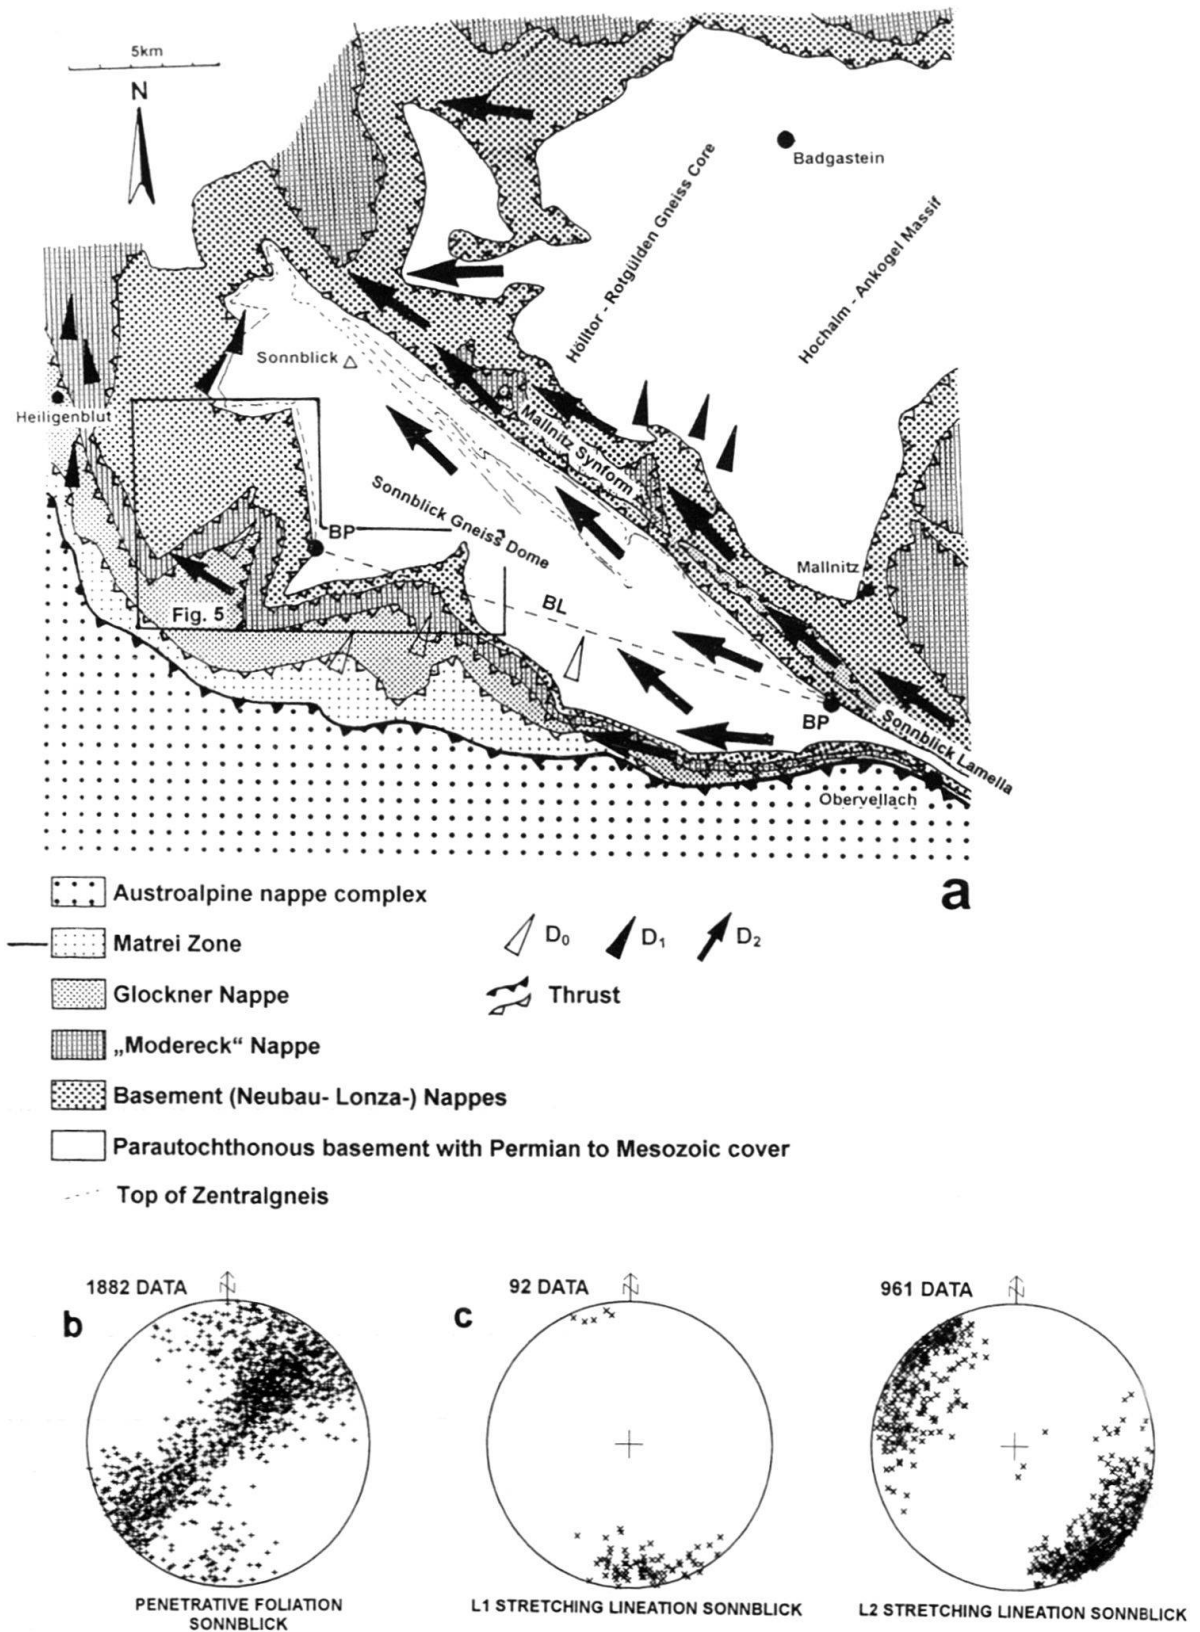 5km
N
Badgastein
Hölltor - Rotgülden Gneiss Core
Hochalm - Ankogel Massif
Sonnblick
Heiligenblut
Mallnitz Synform
Sonnblick Gneiss Dome
?
BP
Mallnitz
BL
Fig. 5
BP
Sonnblick Lamella
Obervellach
a
Austroalpine nappe complex
Matrei Zone
Glockner Nappe
„Modereck“ Nappe
Basement (Neubau- Lonza-) Nappes
Parautochthonous basement with Permian to Mesozoic cover
Top of Zentralgneis
D0
D1
D2
Thrust
b
1882 DATA
N
PENETRATIVE FOLIATION
SONNBLICK
c
92 DATA
N
L1 STRETCHING LINEATION SONNBLICK
961 DATA
N
L2 STRETCHING LINEATION SONNBLICK